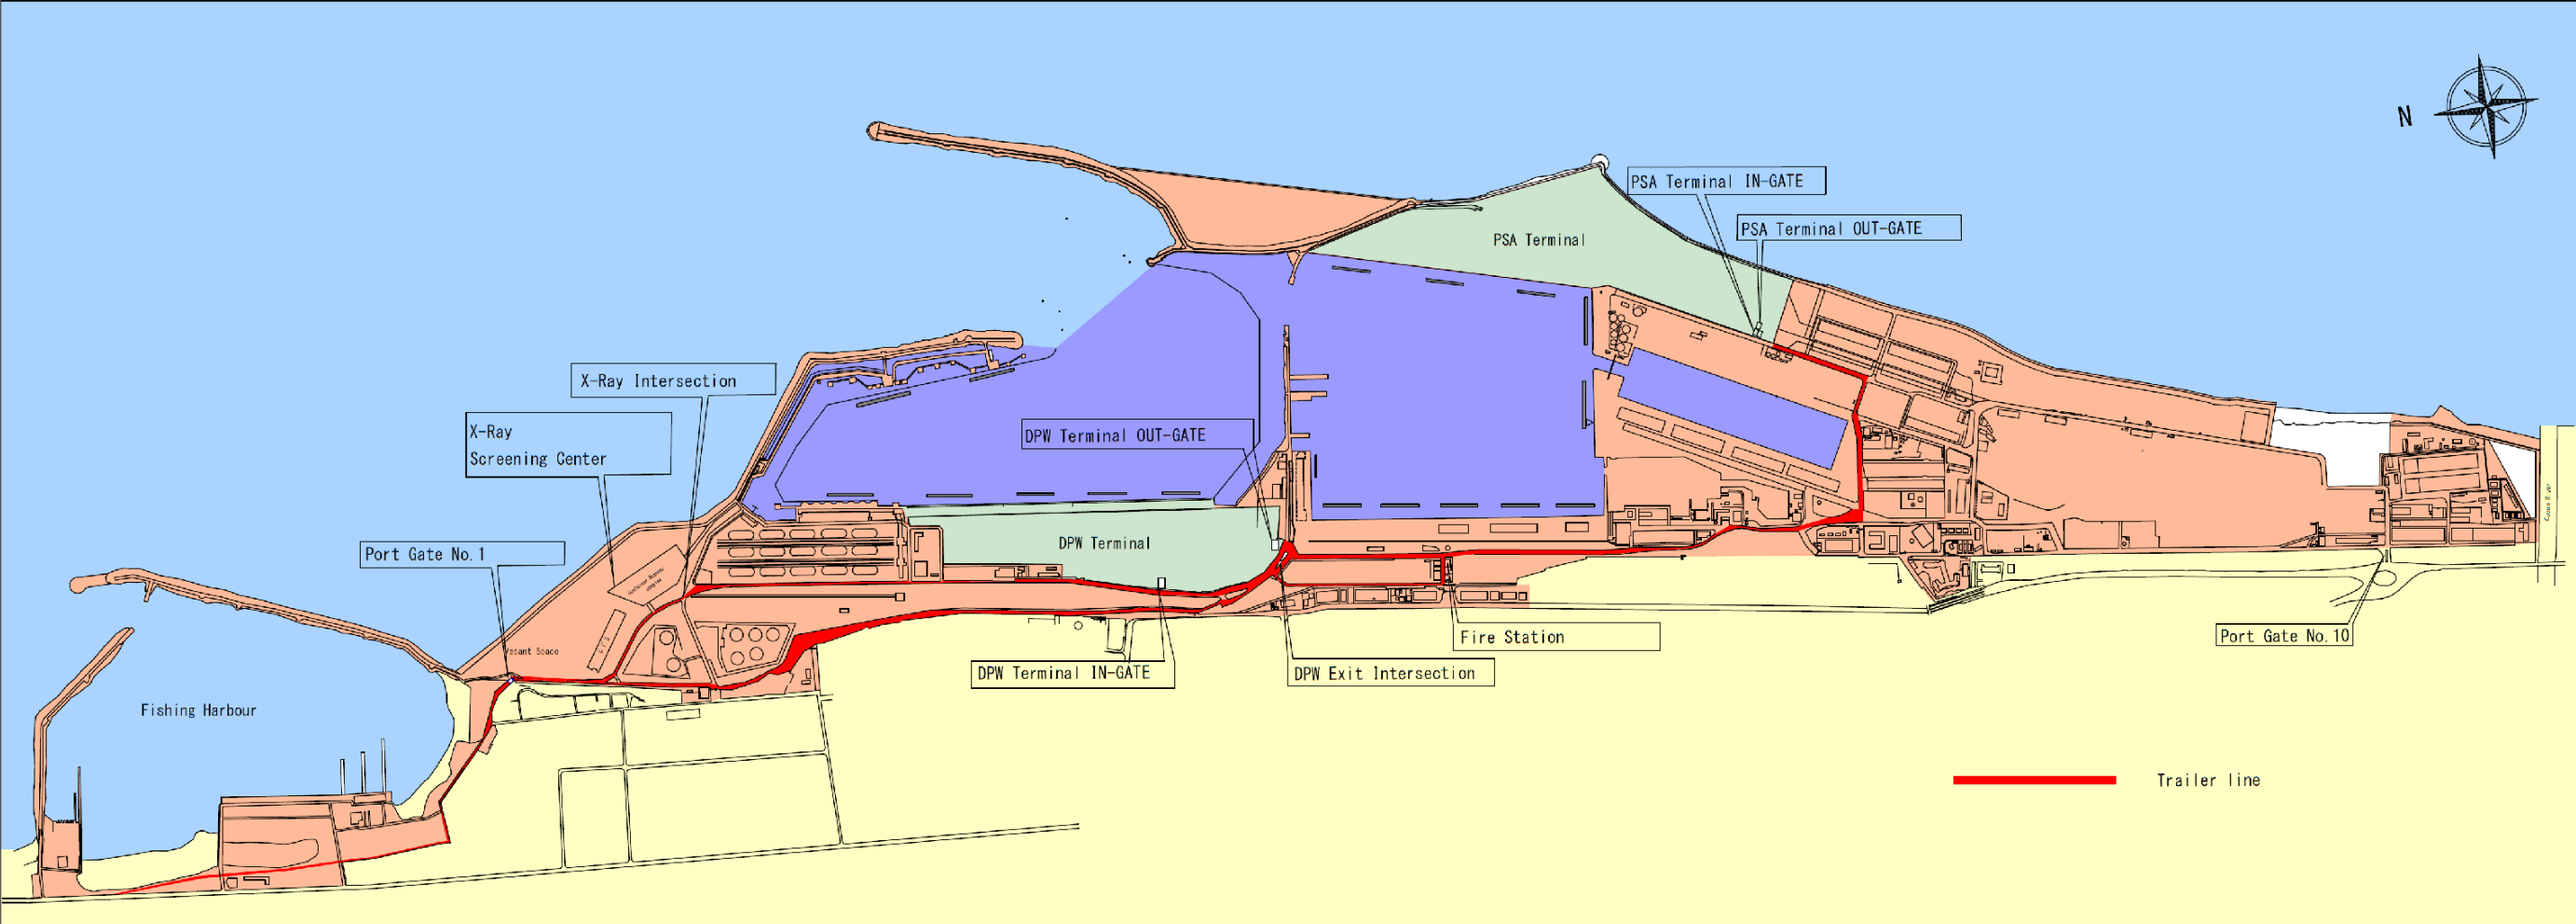 N
PSA Terminal IN-GATE
PSA Terminal OUT-GATE
PSA Terminal
X-Ray Intersection
X-Ray
Screening Center
DPW Terminal OUT-GATE
Port Gate No.1
DPW Terminal
Vacant Space
Fishing Harbour
DPW Terminal IN-GATE
DPW Exit Intersection
Fire Station
Port Gate No.10
Trailer line